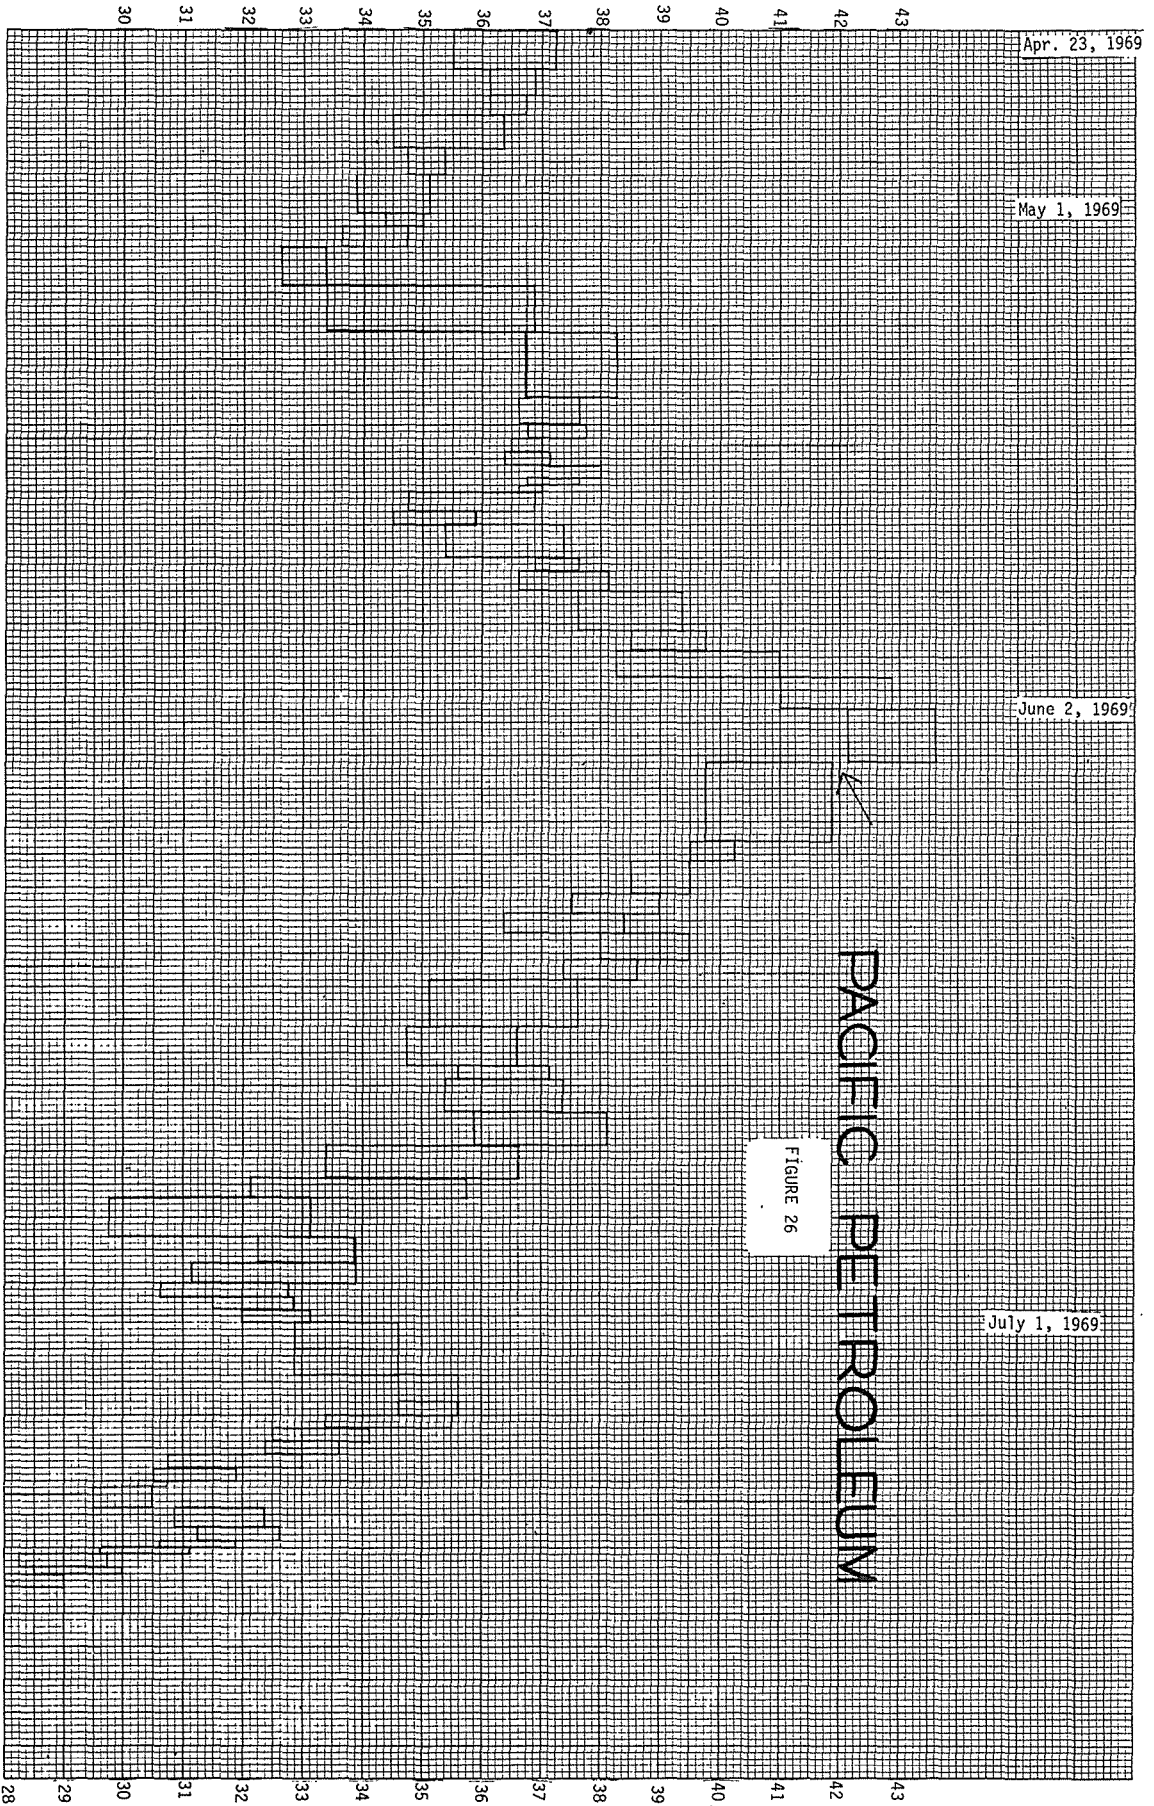 30 31 32 33 34 35 36 37 38 39 40 41 42 43
Apr. 23, 1969
May 1, 1969
June 2, 1969
PACIFIC PETROLEUM
FIGURE 26
July 1, 1969
28 29 30 31 32 33 34 35 36 37 38 39 40 41 42 43